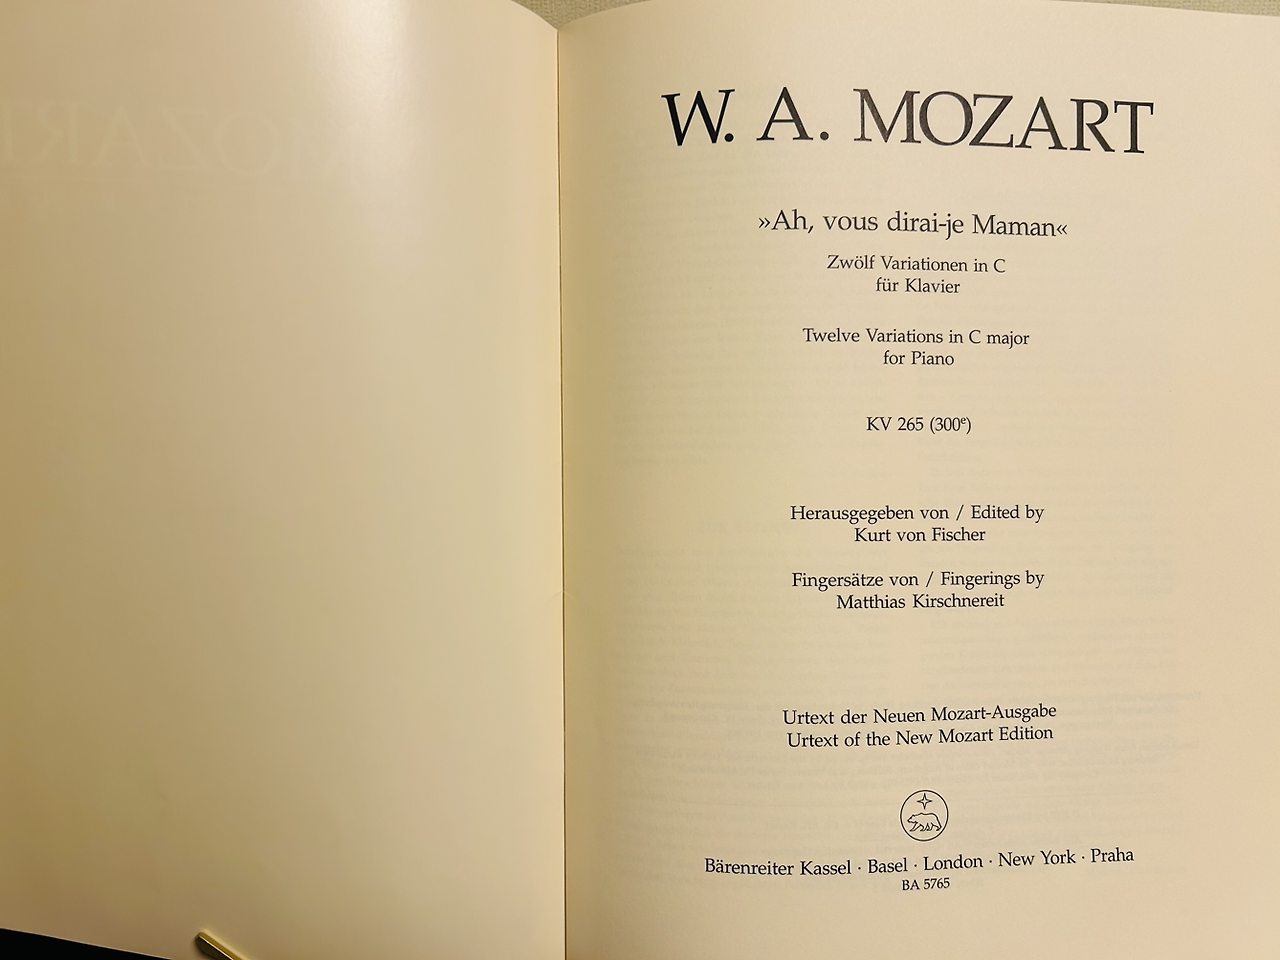 W. A. MOZART
»Ah, vous dirai-je Maman«
Zwölf Variationen in C
für Klavier
Twelve Variations in C major
for Piano
KV 265 (300ᵉ)
Herausgegeben von / Edited by
Kurt von Fischer
Fingersätze von / Fingerings by
Matthias Kirschnereit
Urtext der Neuen Mozart-Ausgabe
Urtext of the New Mozart Edition
Bärenreiter Kassel · Basel · London · New York · Praha
BA 5765